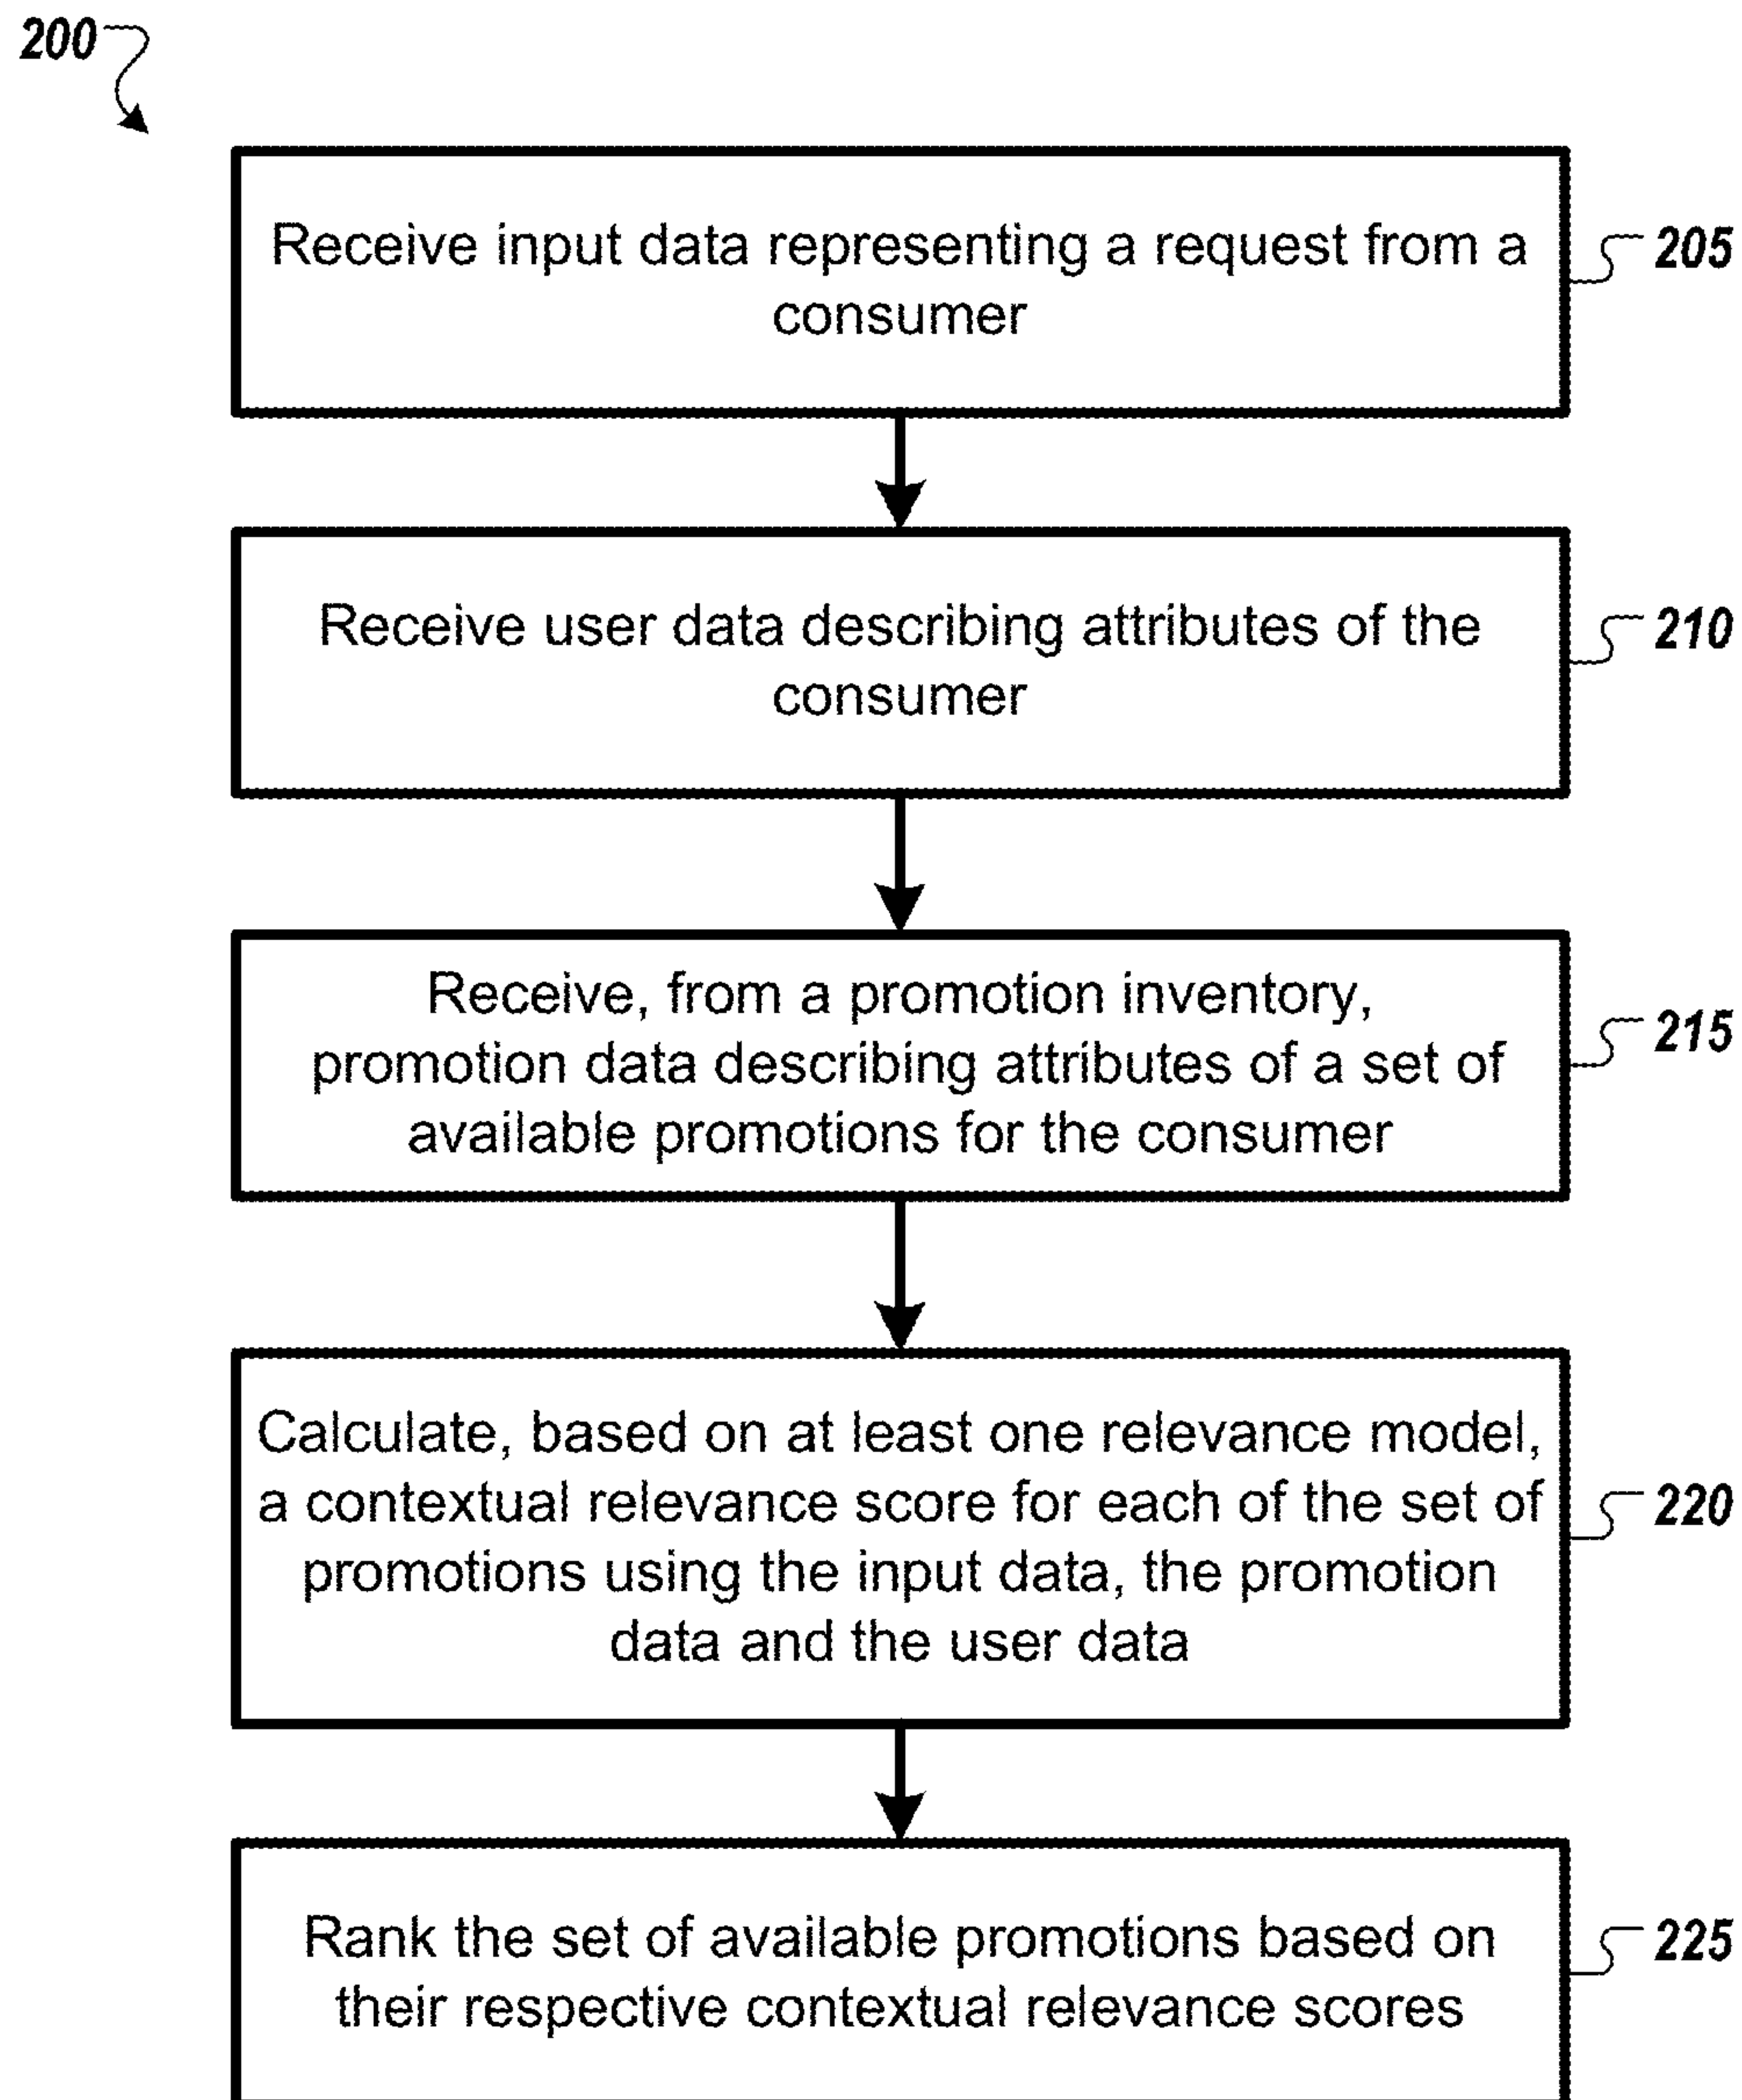 200
Receive input data representing a request from a
consumer
205
Receive user data describing attributes of the
consumer
210
Receive, from a promotion inventory,
promotion data describing attributes of a set of
available promotions for the consumer
215
Calculate, based on at least one relevance model,
a contextual relevance score for each of the set of
promotions using the input data, the promotion
data and the user data
220
Rank the set of available promotions based on
their respective contextual relevance scores
225